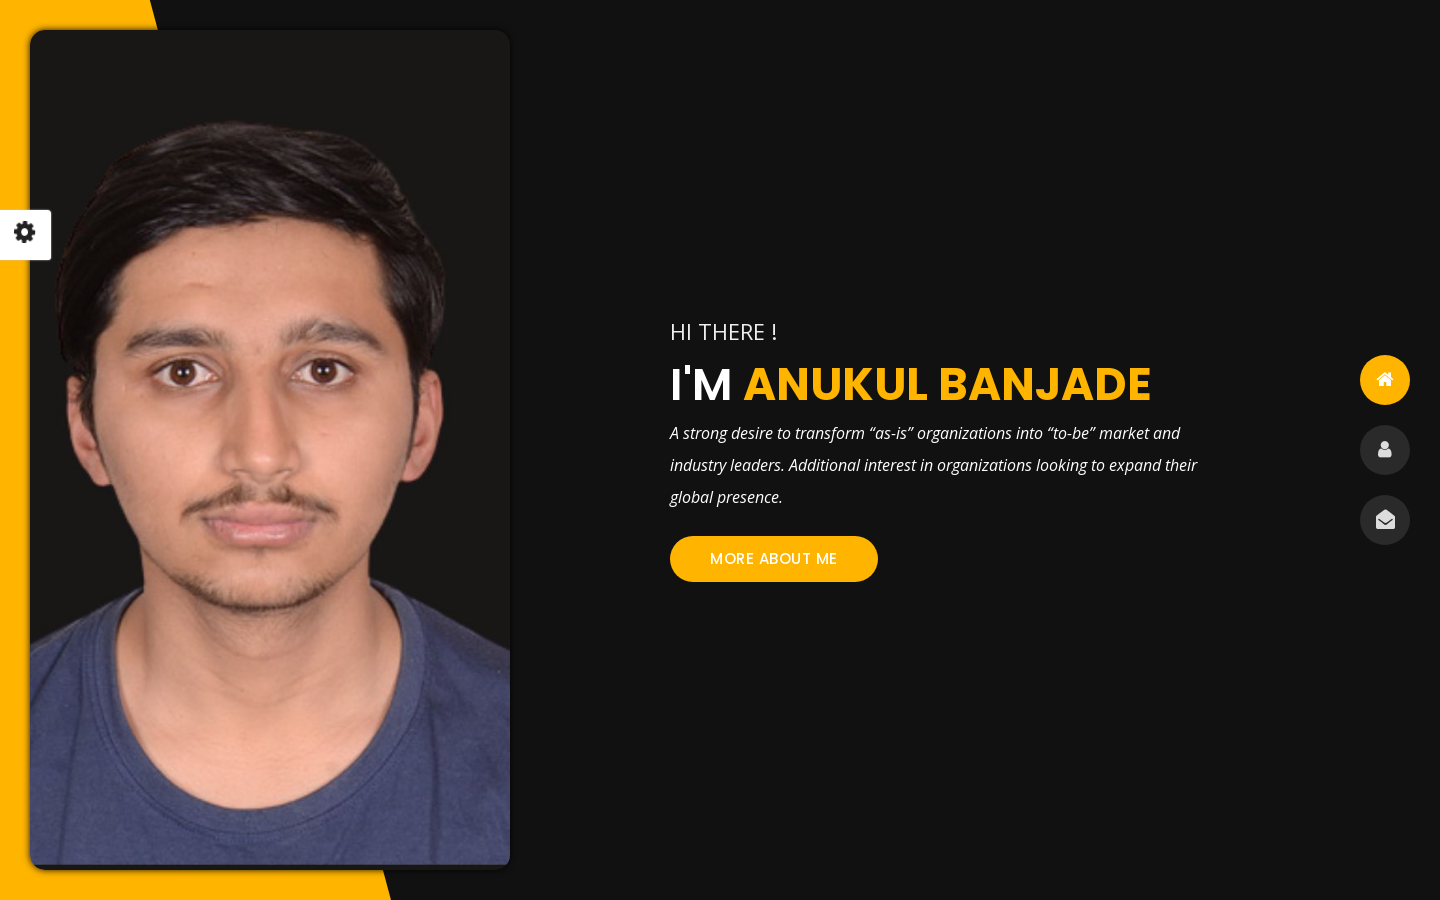 HI THERE !
I'M ANUKUL BANJADE
A strong desire to transform “as-is” organizations into “to-be” market and
industry leaders. Additional interest in organizations looking to expand their
global presence.
MORE ABOUT ME